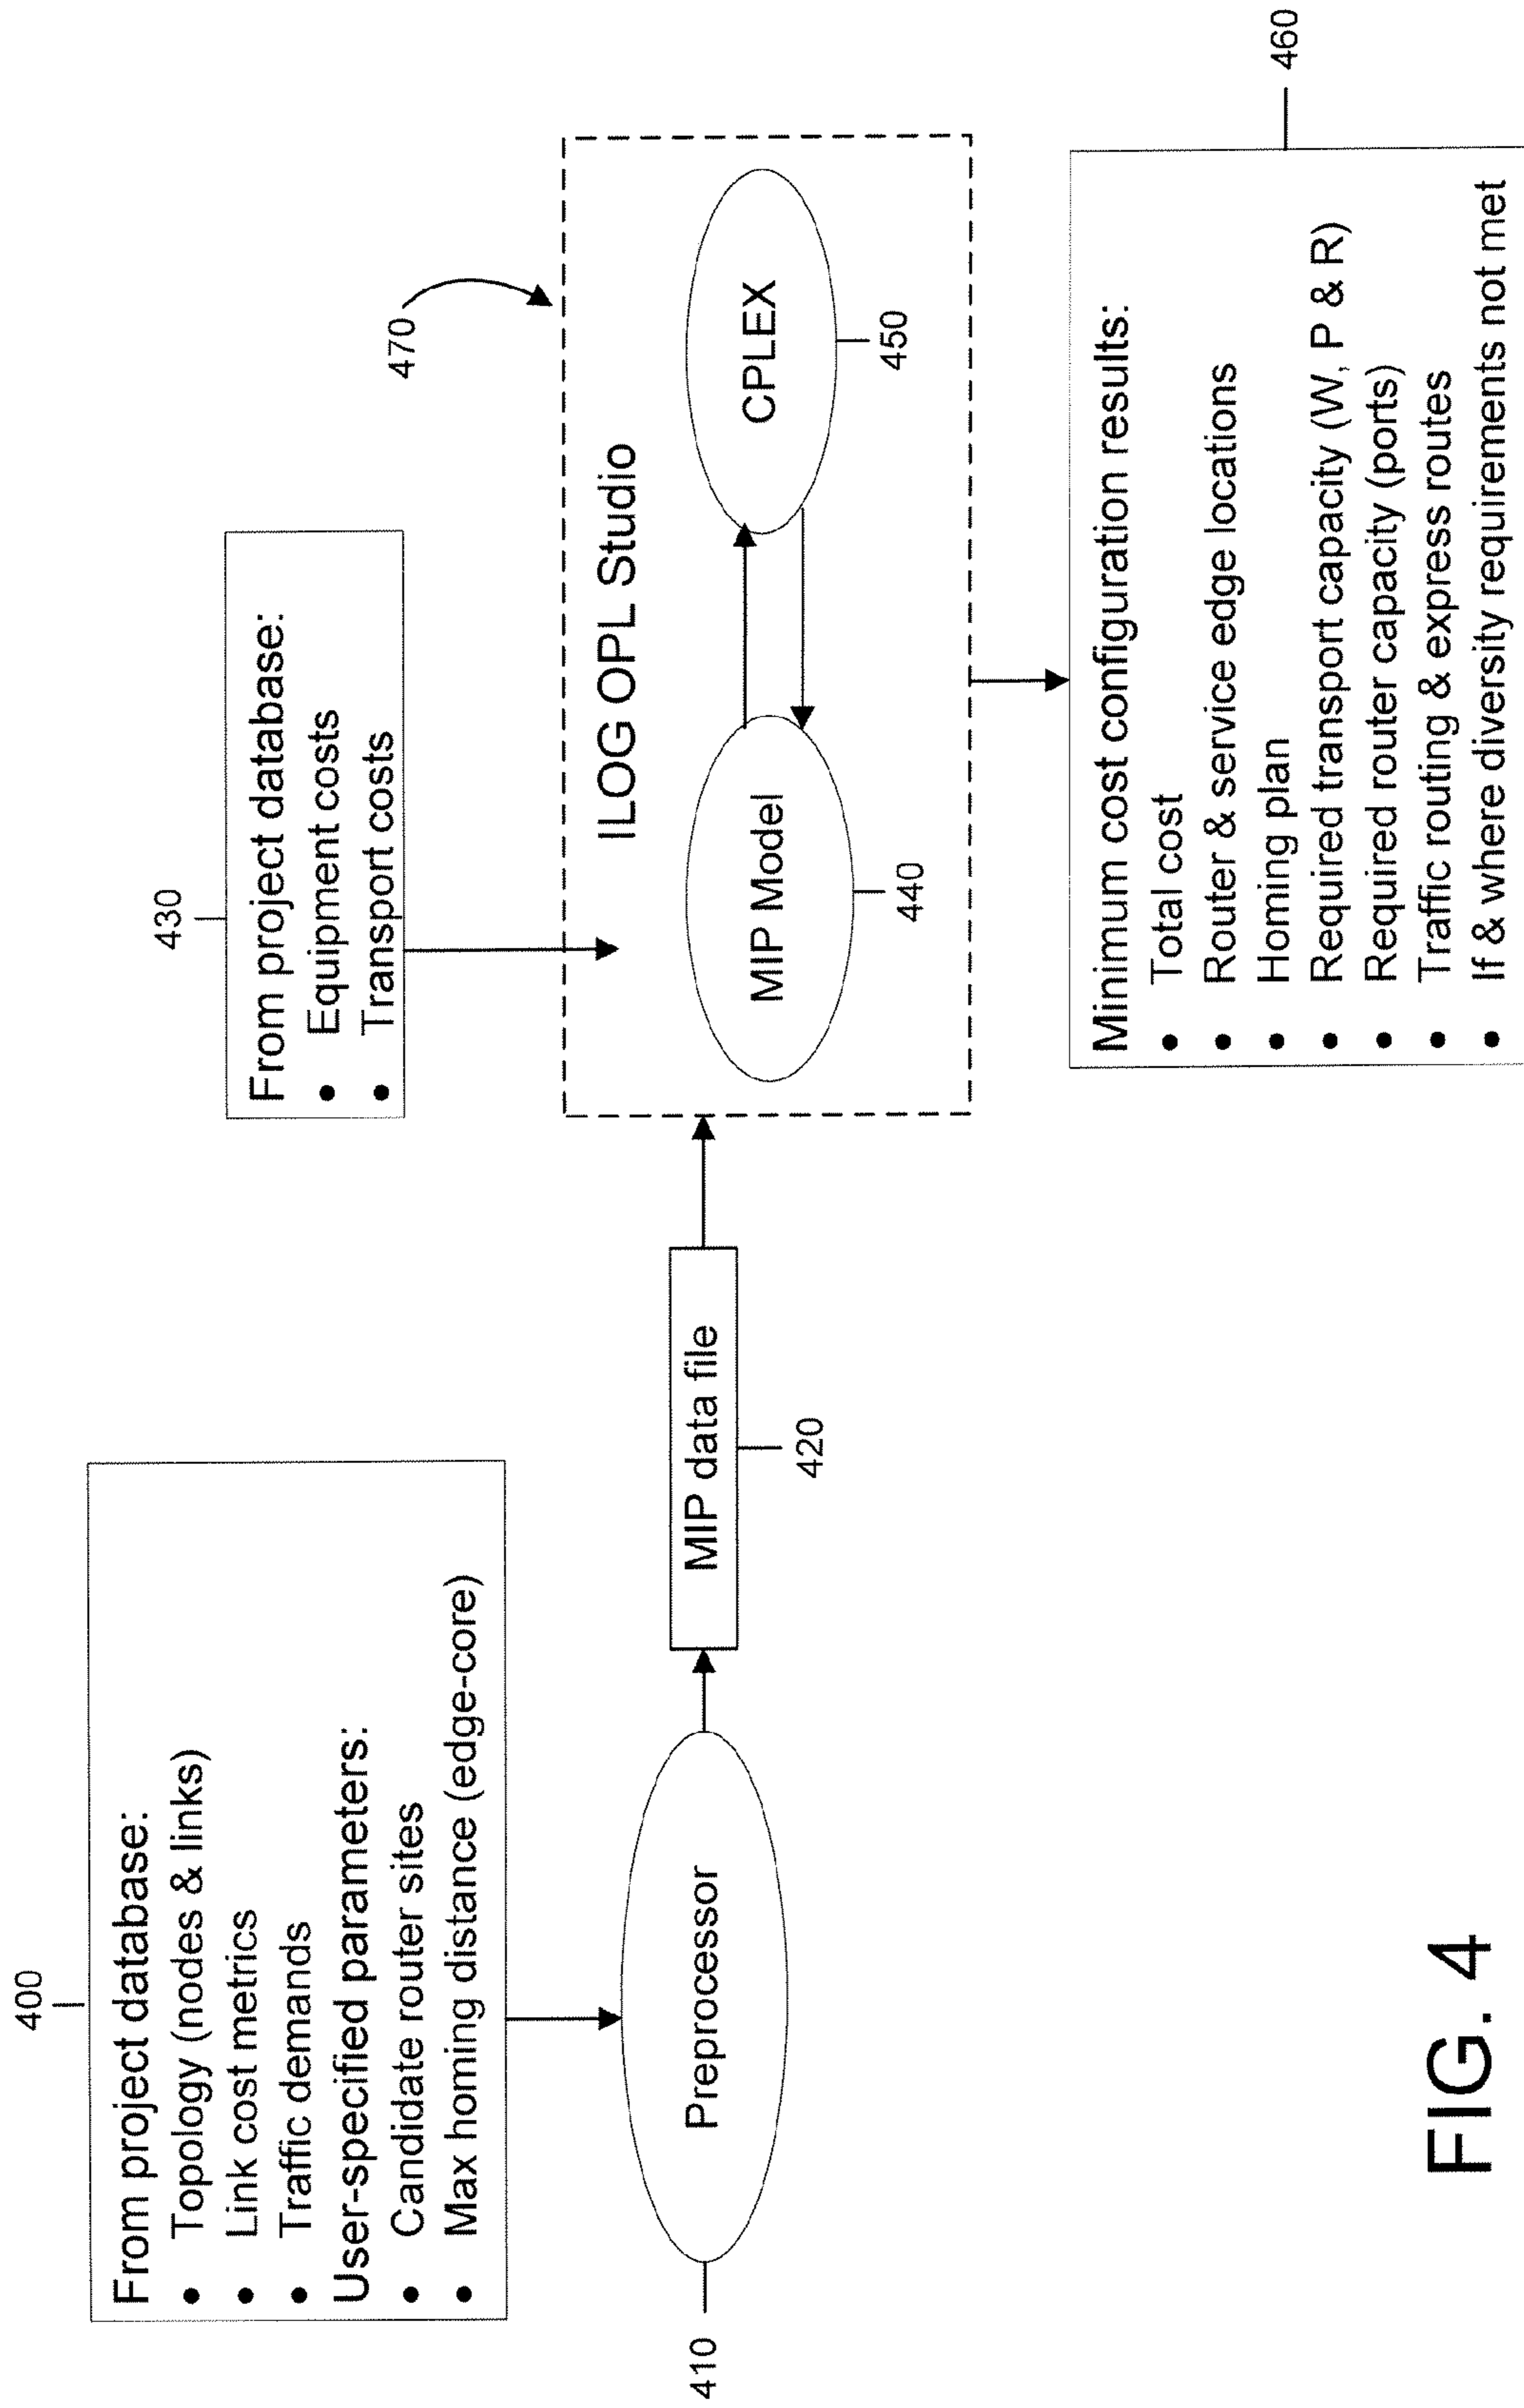 400
From project database:
• Topology (nodes & links)
• Link cost metrics
• Traffic demands
User-specified parameters:
• Candidate router sites
• Max homing distance (edge-core)
410
Preprocessor
MIP data file
420
430
From project database:
• Equipment costs
• Transport costs
470
ILOG OPL Studio
MIP Model
440
CPLEX
450
460
Minimum cost configuration results:
• Total cost
• Router & service edge locations
• Homing plan
• Required transport capacity (W, P & R)
• Required router capacity (ports)
• Traffic routing & express routes
• If & where diversity requirements not met
FIG. 4